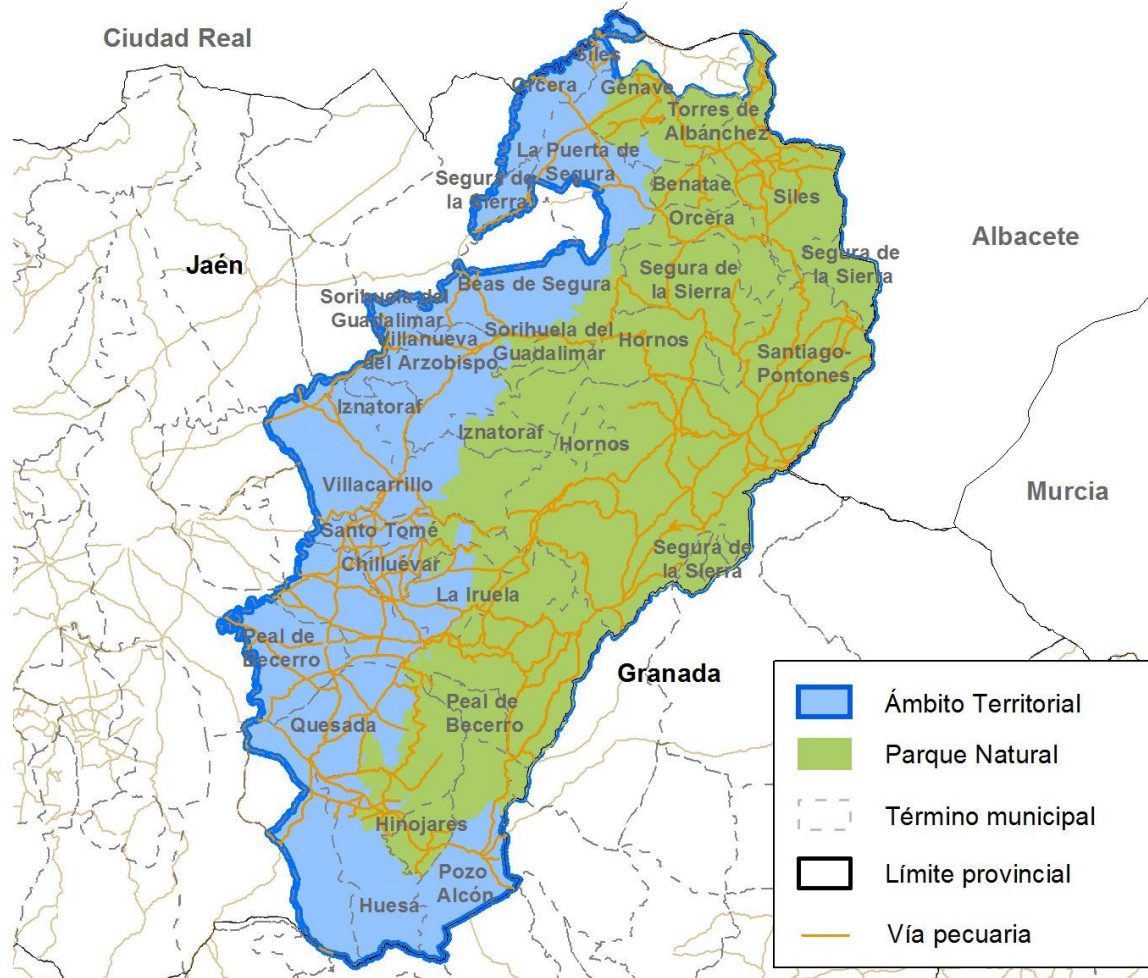 Ciudad Real
Siles
Orcera
Génave
Torres de
Albánchez
La Puerta de
Segura
Segura de
la Sierra
Benatae
Siles
Orcera
Albacete
Jaén
Segura de
la Sierra
Segura de
la Sierra
Beas de Segura
Sorihuela del
Guadalimar
Villanueva
del Arzobispo
Sorihuela del
Guadalimar
Hornos
Santiago-
Pontones
Iznatoraf
Iznatoraf
Hornos
Villacarrillo
Murcia
Santo Tomé
Chilluévar
Segura de
la Sierra
La Iruela
Peal de
Becerro
Granada
Peal de
Becerro
Quesada
Hinojares
Pozo
Alcón
Huesa
Ámbito Territorial
Parque Natural
Término municipal
Límite provincial
Vía pecuaria